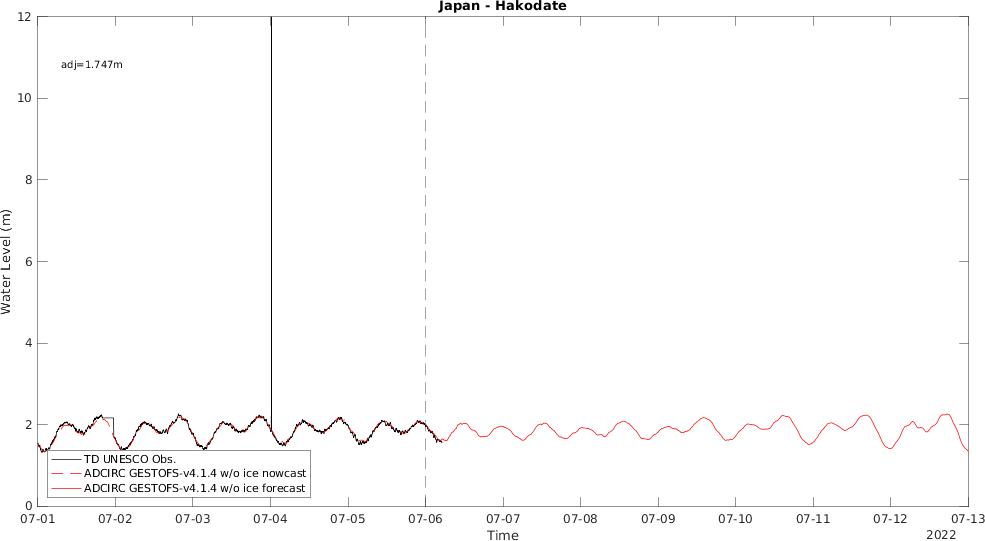 Japan - Hakodate
adj=1.747m
Water Level (m)
12
10
8
6
4
2
0
TD UNESCO Obs.
ADCIRC GESTOFS-v4.1.4 w/o ice nowcast
ADCIRC GESTOFS-v4.1.4 w/o ice forecast
07-01 07-02 07-03 07-04 07-05 07-06 07-07 07-08 07-09 07-10 07-11 07-12 07-13
Time
2022